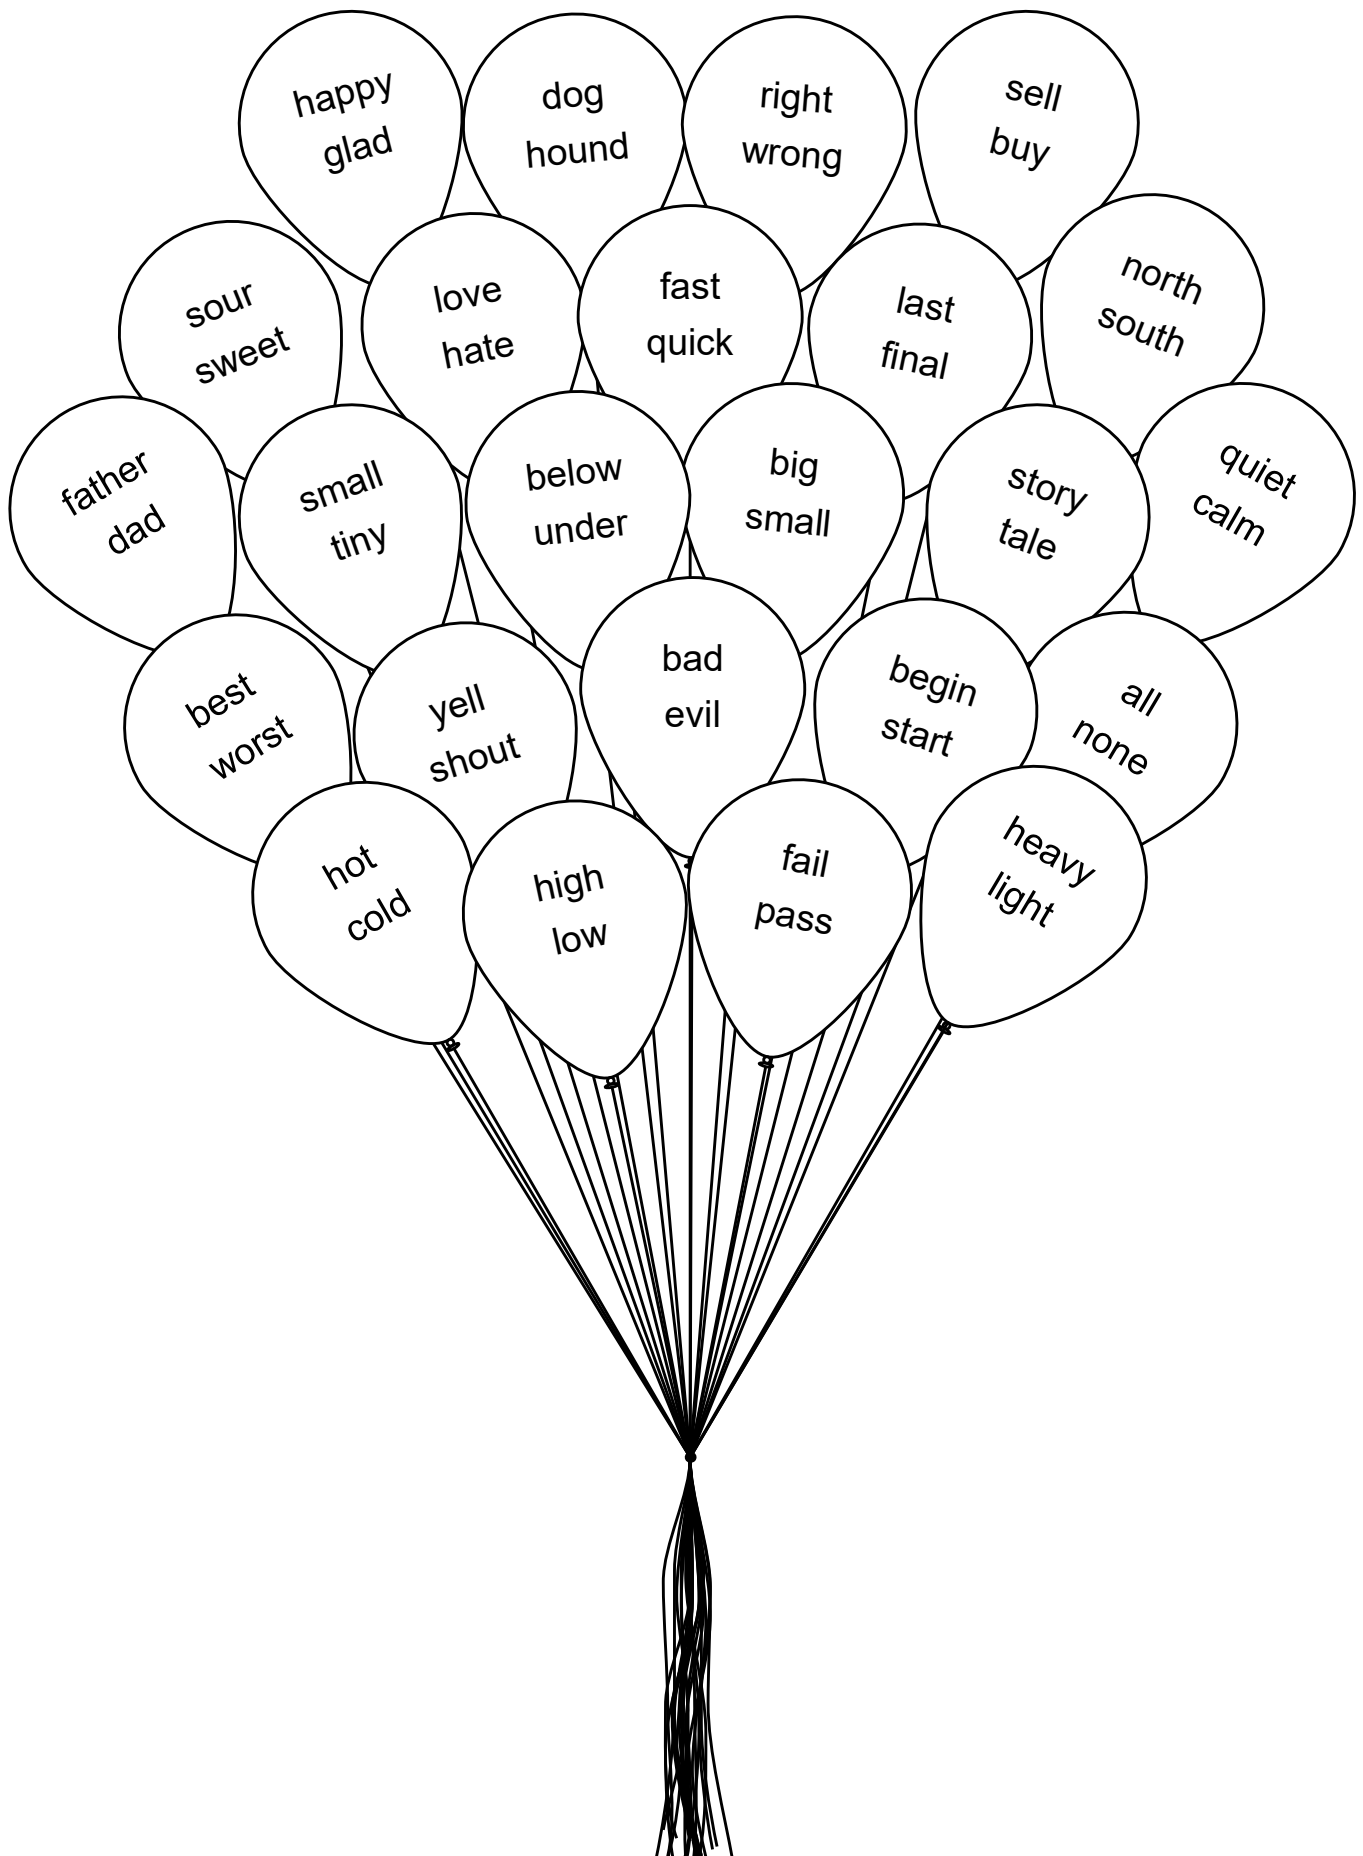 happy
glad
dog
hound
right
wrong
sell
buy
sour
sweet
love
hate
fast
quick
last
final
north
south
father
dad
small
tiny
below
under
big
small
story
tale
quiet
calm
best
worst
yell
shout
bad
evil
begin
start
all
none
hot
cold
high
low
fail
pass
heavy
light